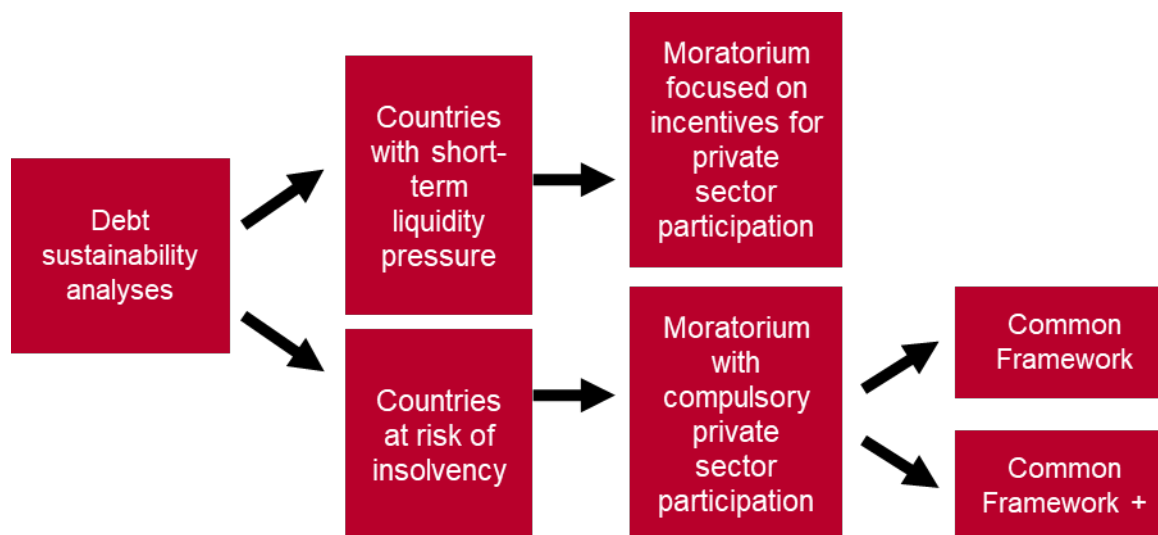 Debt
sustainability
analyses
Countries
with short-
term
liquidity
pressure
Moratorium
focused on
incentives for
private
sector
participation
Countries
at risk of
insolvency
Moratorium
with
compulsory
private
sector
participation
Common
Framework
Common
Framework +